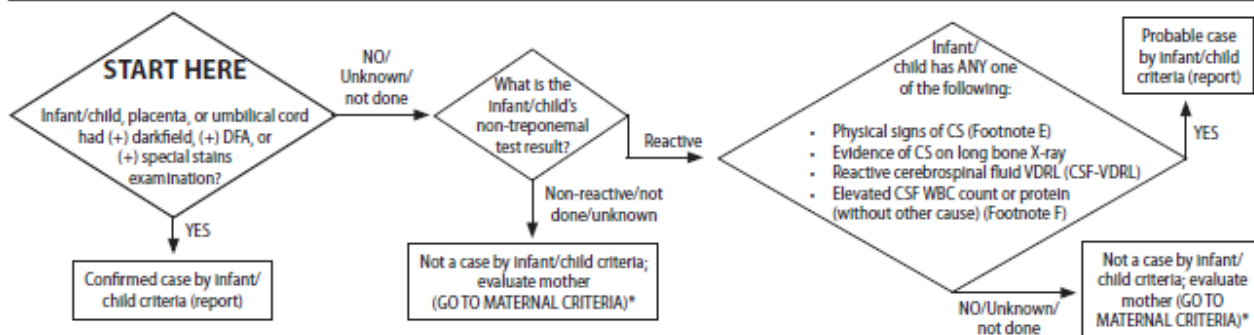 START HERE
Infant/child, placenta, or umbilical cord
had (+) darkfield, (+) DFA, or
(+) special stains
examination?
YES
Confirmed case by infant/
child criteria (report)
NO/
Unknown/
not done
What is the
infant/child's
non-treponemal
test result?
Non-reactive/not
done/unknown
Not a case by infant/child criteria;
evaluate mother
(GO TO MATERNAL CRITERIA)*
Reactive
Infant/
child has ANY one
of the following:
• Physical signs of CS (Footnote E)
• Evidence of CS on long bone X-ray
• Reactive cerebrospinal fluid VDRL (CSF-VDRL)
• Elevated CSF WBC count or protein
(without other cause) (Footnote F)
YES
Probable case
by infant/child
criteria (report)
NO/Unknown/
not done
Not a case by infant/
child criteria; evaluate
mother (GO TO
MATERNAL CRITERIA)*